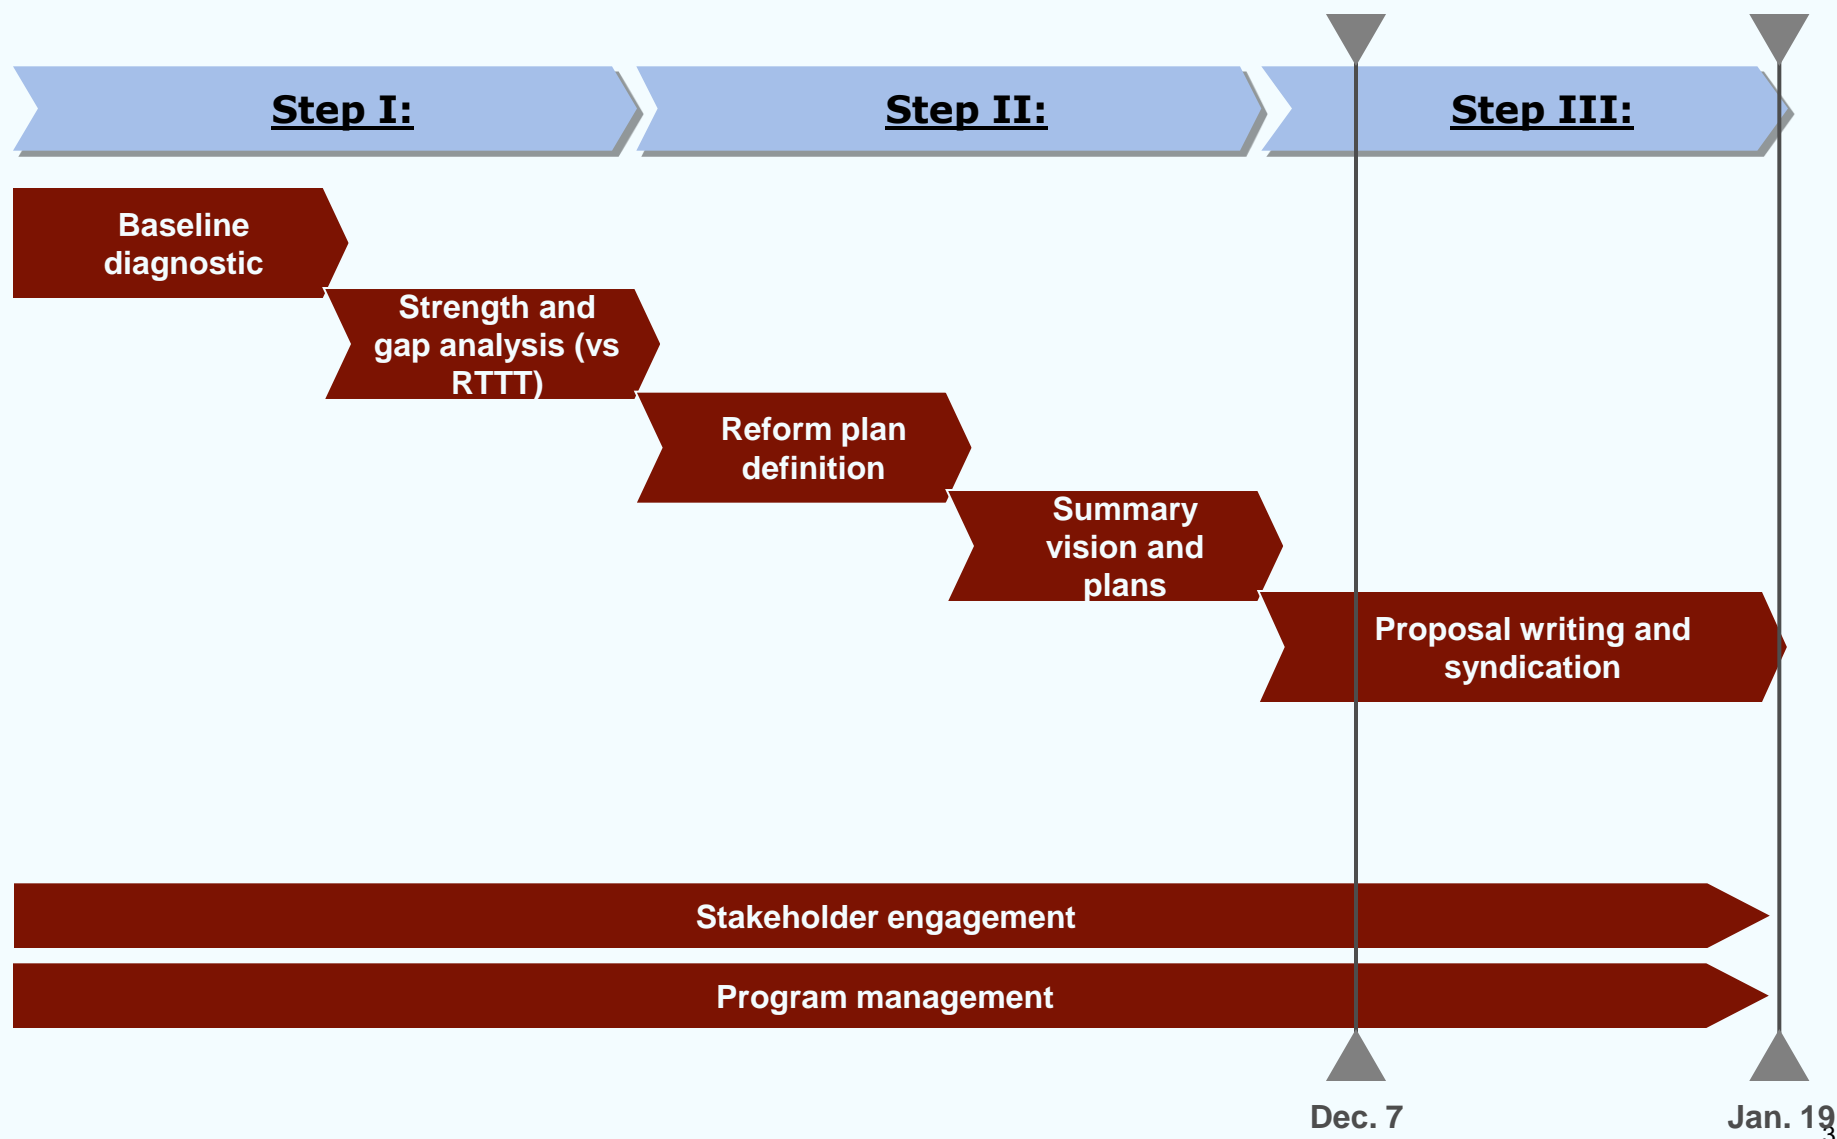 Step I:
Step II:
Step III:
Baseline
diagnostic
Strength and
gap analysis (vs
RTTT)
Reform plan
definition
Summary
vision and
plans
Proposal writing and
syndication
Stakeholder engagement
Program management
Dec. 7
Jan. 19
3